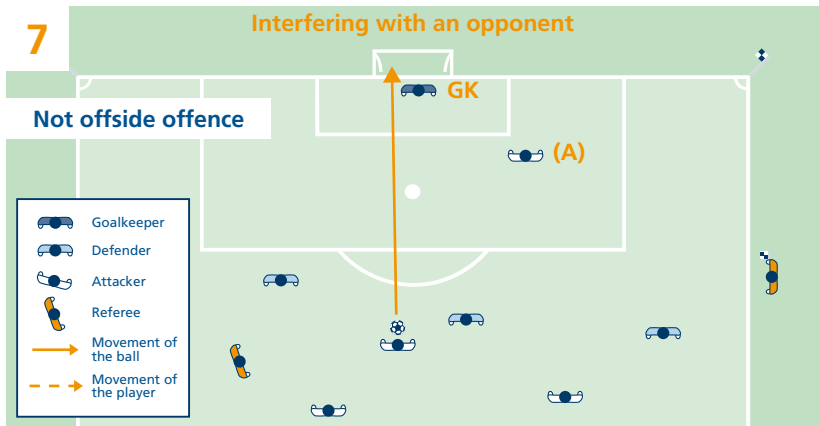 7
Interfering with an opponent
GK
Not offside offence
(A)
Goalkeeper
Defender
Attacker
Referee
Movement of
the ball
Movement of
the player